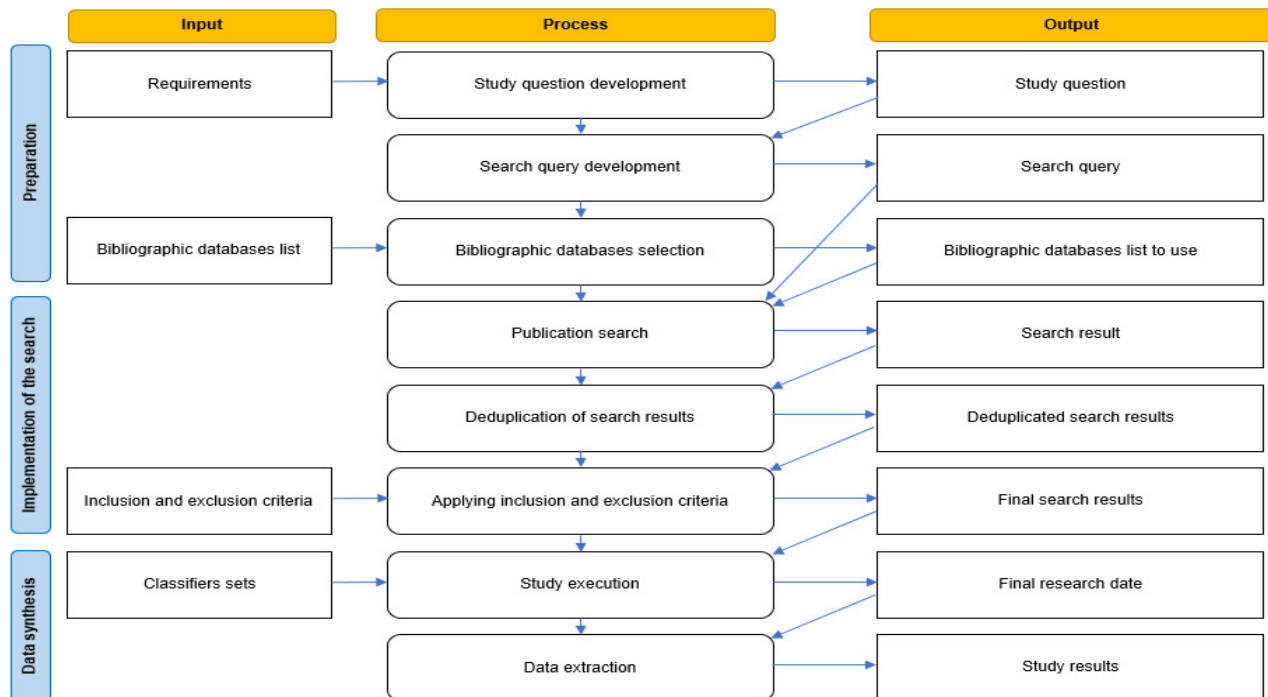 Input
Process
Output
Preparation
Requirements
Study question development
Study question
Search query development
Search query
Bibliographic databases list
Bibliographic databases selection
Bibliographic databases list to use
Implementation of the search
Publication search
Search result
Deduplication of search results
Deduplicated search results
Inclusion and exclusion criteria
Applying inclusion and exclusion criteria
Final search results
Data synthesis
Classifiers sets
Study execution
Final research date
Data extraction
Study results